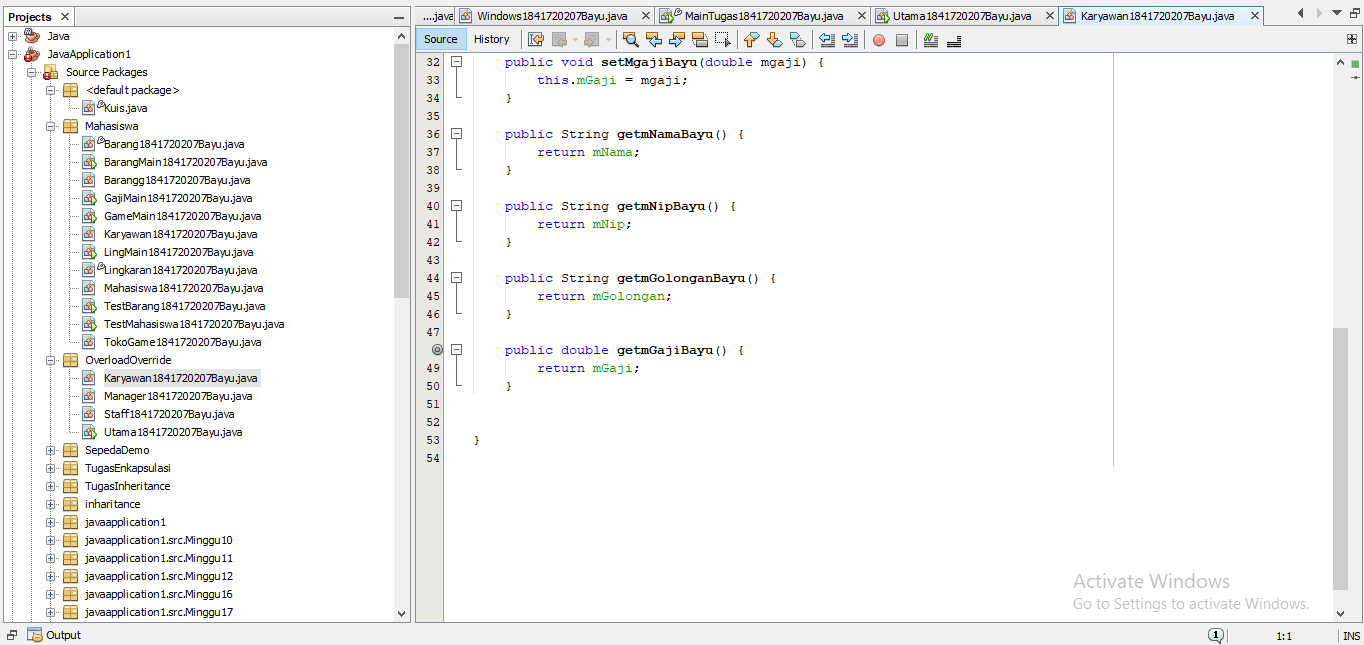 Projects
....java
Windows1841720207Bayu.java
MainTugas1841720207Bayu.java
Utama1841720207Bayu.java
Karyawan1841720207Bayu.java
Source
History
Java
JavaApplication1
Source Packages
<default package>
Kuis.java
Mahasiswa
Barang1841720207Bayu.java
BarangMain1841720207Bayu.java
Barangg1841720207Bayu.java
GajiMain1841720207Bayu.java
GameMain1841720207Bayu.java
Karyawan1841720207Bayu.java
LingMain1841720207Bayu.java
Lingkaran1841720207Bayu.java
Mahasiswa1841720207Bayu.java
TestBarang1841720207Bayu.java
TestMahasiswa1841720207Bayu.java
TokoGame1841720207Bayu.java
OverloadOverride
Karyawan1841720207Bayu.java
Manager1841720207Bayu.java
Staff1841720207Bayu.java
Utama1841720207Bayu.java
SepedaDemo
TugasEnkapsulasi
TugasInheritance
inharitance
javaapplication1
javaapplication1.src.Minggu10
javaapplication1.src.Minggu11
javaapplication1.src.Minggu12
javaapplication1.src.Minggu16
javaapplication1.src.Minggu17
32 public void setMgajiBayu(double mgaji) {
33 this.mGaji = mgaji;
34 }
35
36 public String getmNamaBayu() {
37 return mNama;
38 }
39
40 public String getmNipBayu() {
41 return mNip;
42 }
43
44 public String getmGolonganBayu() {
45 return mGolongan;
46 }
47
public double getmGajiBayu() {
49 return mGaji;
50 }
51
52
53 }
54
Activate Windows
Go to Settings to activate Windows.
Output
1
1:1
INS